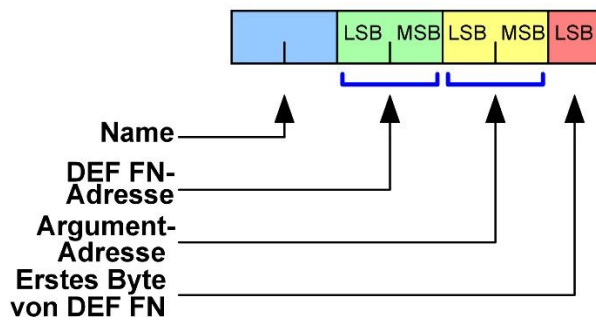 LSB MSB LSB MSB LSB
Name
DEF FN-
Adresse
Argument-
Adresse
Erstes Byte
von DEF FN